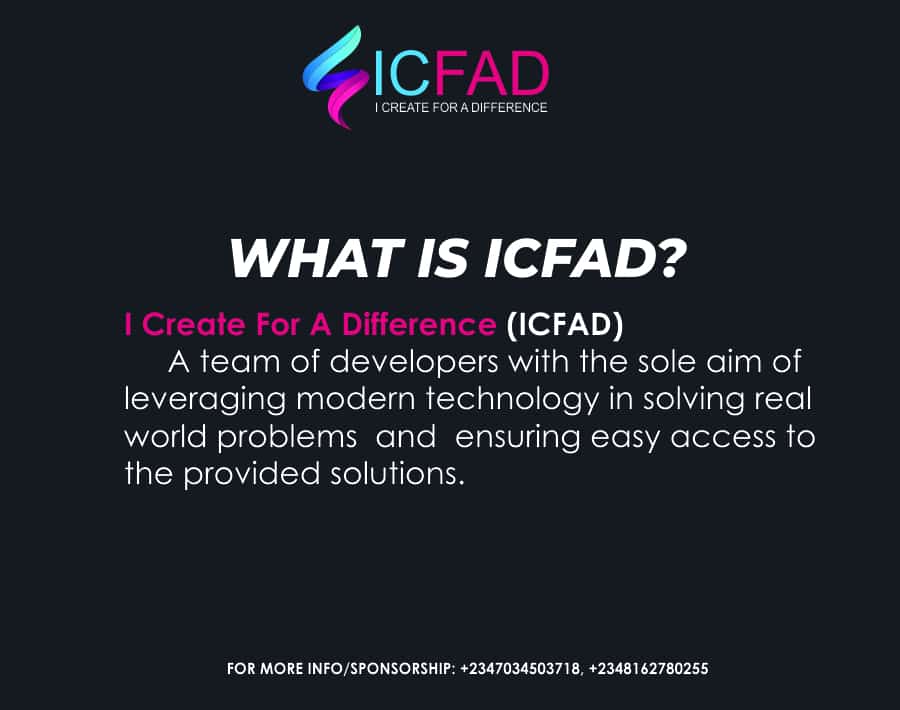 ICFAD
I CREATE FOR A DIFFERENCE
WHAT IS ICFAD?
I Create For A Difference (ICFAD)
A team of developers with the sole aim of
leveraging modern technology in solving real
world problems and ensuring easy access to
the provided solutions.
FOR MORE INFO/SPONSORSHIP: +2347034503718, +2348162780255